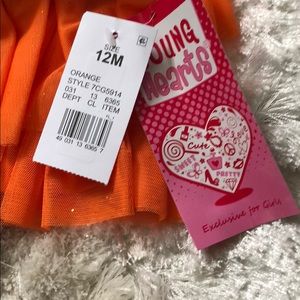 SIZE
12M
ORANGE
STYLE 7CG5914
031 13 6365
DEPT CL ITEM
49 031 13 6365 7
YOUNG
Hearts
Cute
SWEET
PRETTY
Exclusive for Girls